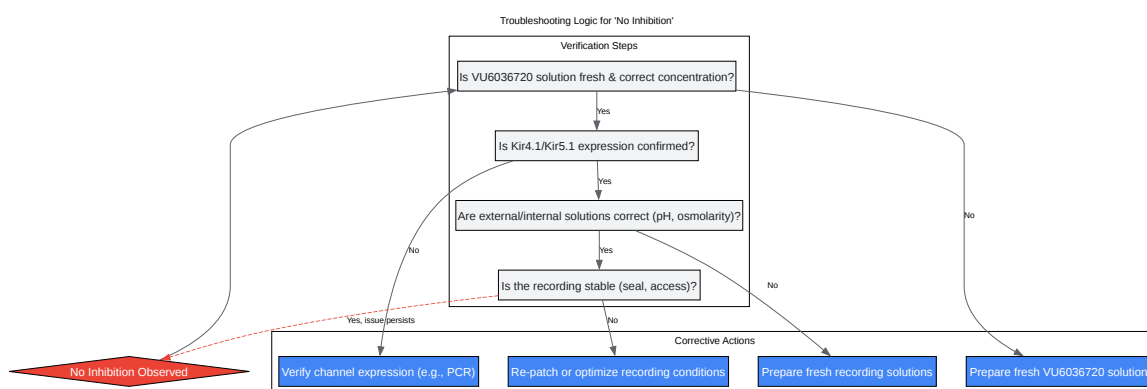 Troubleshooting Logic for 'No Inhibition'
Verification Steps
Is VU6036720 solution fresh & correct concentration?
Yes
Is Kir4.1/Kir5.1 expression confirmed?
Yes
Are external/internal solutions correct (pH, osmolarity)?
No
No
Yes
Is the recording stable (seal, access)?
No
Yes, issue persists
No
Corrective Actions
No Inhibition Observed
Verify channel expression (e.g., PCR)
Re-patch or optimize recording conditions
Prepare fresh recording solutions
Prepare fresh VU6036720 solution